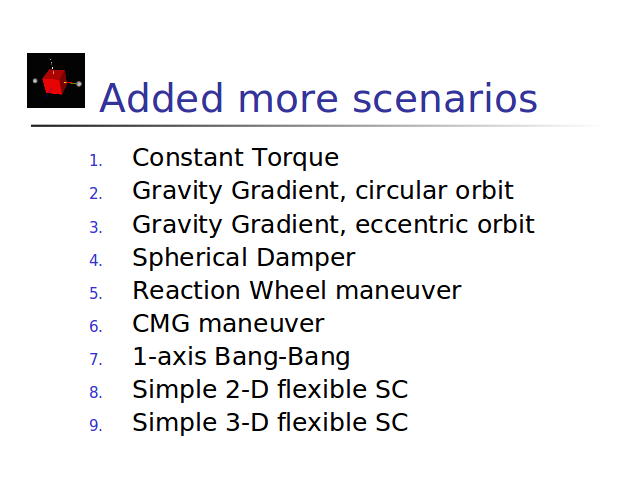 Added more scenarios
1. Constant Torque
2. Gravity Gradient, circular orbit
3. Gravity Gradient, eccentric orbit
4. Spherical Damper
5. Reaction Wheel maneuver
6. CMG maneuver
7. 1-axis Bang-Bang
8. Simple 2-D flexible SC
9. Simple 3-D flexible SC